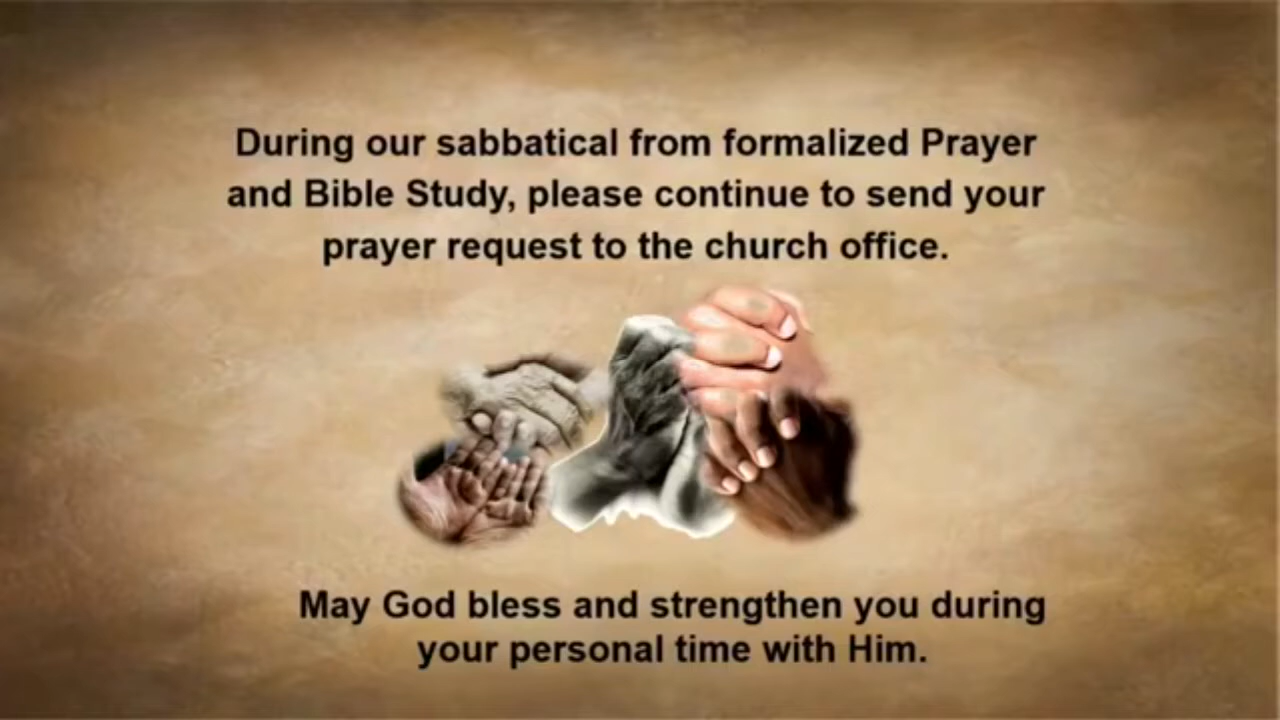 During our sabbatical from formalized Prayer
and Bible Study, please continue to send your
prayer request to the church office.
May God bless and strengthen you during
your personal time with Him.